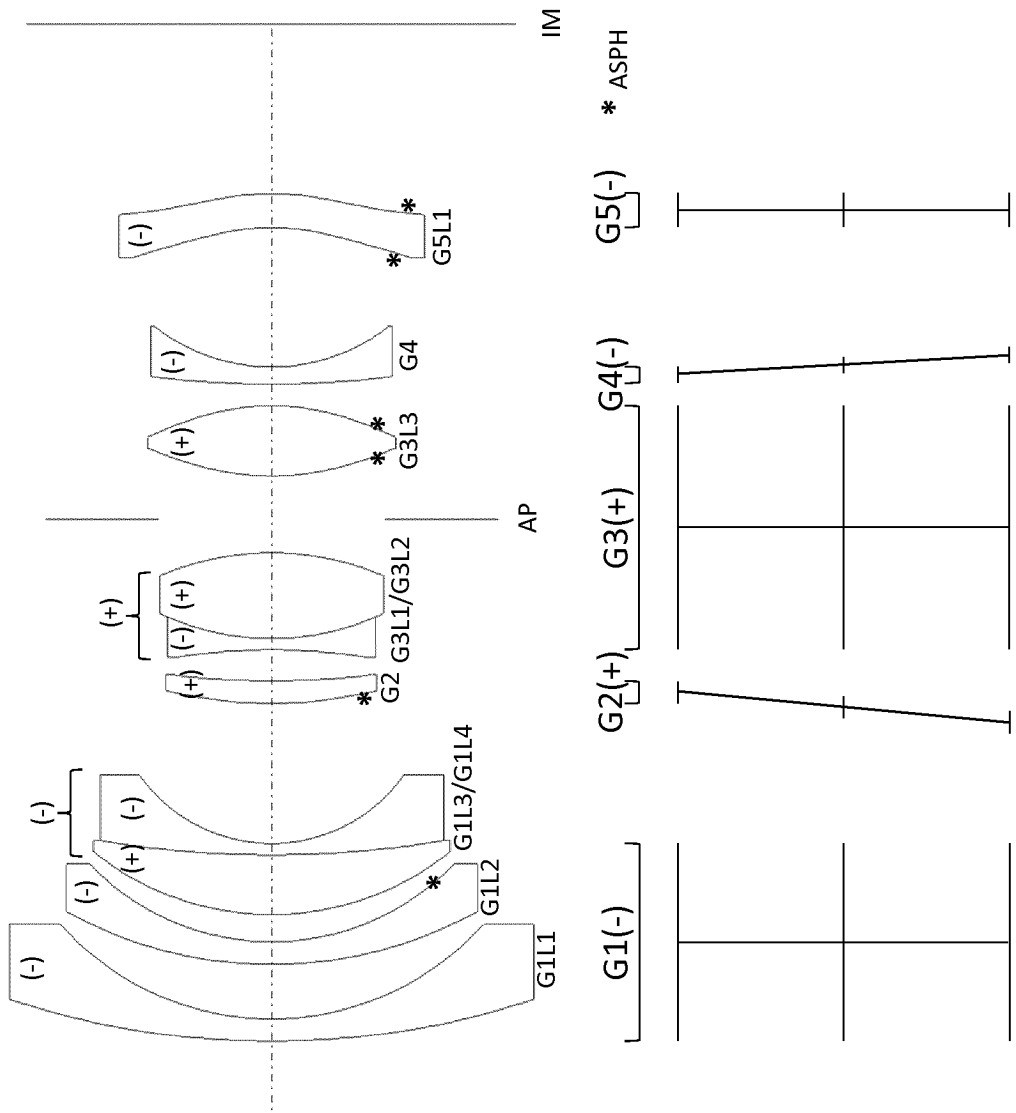 (-)
(-)
(-)
(+)
(+)
(-)
(+)
(-)
(+)
(+)
(-)
(-)
*
*
*
*
*
*
G1L1
G1L2
G1L3/G1L4
G2
G3L1/G3L2
AP
G3L3
G4
G5L1
IM
G1(-)
G2(+)
G3(+)
G4(-)
G5(-)
* ASPH